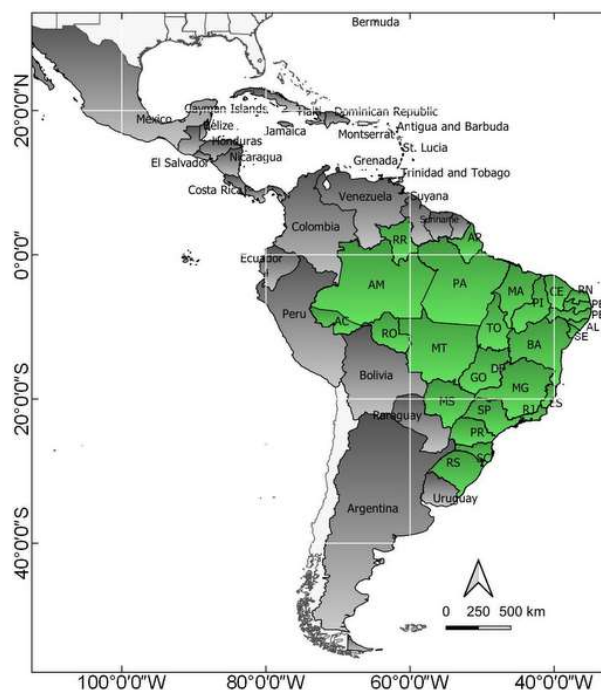 Bermuda
20°0'0"N
Cayman Islands
Haiti
Dominican Republic
Mexico
Belize
Jamaica
Montserrat
Antigua and Barbuda
Honduras
St. Lucia
El Salvador
Nicaragua
Grenada
Trinidad and Tobago
Costa Rica
Venezuela
Guyana
Suriname
Colombia
RR
AP
0°0'0"
Ecuador
AM
PA
MA
CE
RN
PI
PB
PE
Peru
AC
RO
TO
AL
SE
MT
BA
Bolivia
GO
DF
MG
20°0'0"S
MS
ES
SP
RJ
Paraguay
PR
SC
RS
Uruguay
Argentina
40°0'0"S
0 250 500 km
100°0'0"W 80°0'0"W 60°0'0"W 40°0'0"W